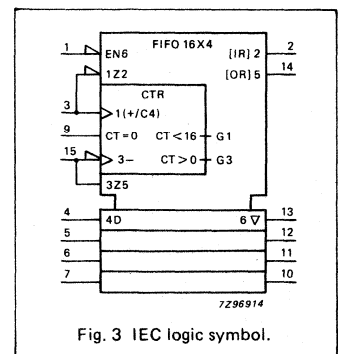 FIFO 16X4
1 EN6 [IR] 2 2
1Z2 [OR] 5 14
CTR
3 1(+/C4)
9 CT=0 CT<16 G1
15 3− CT>0 G3
3Z5
4 4D 6 ▽ 13
5 12
6 11
7 10
7Z96914
Fig. 3 IEC logic symbol.